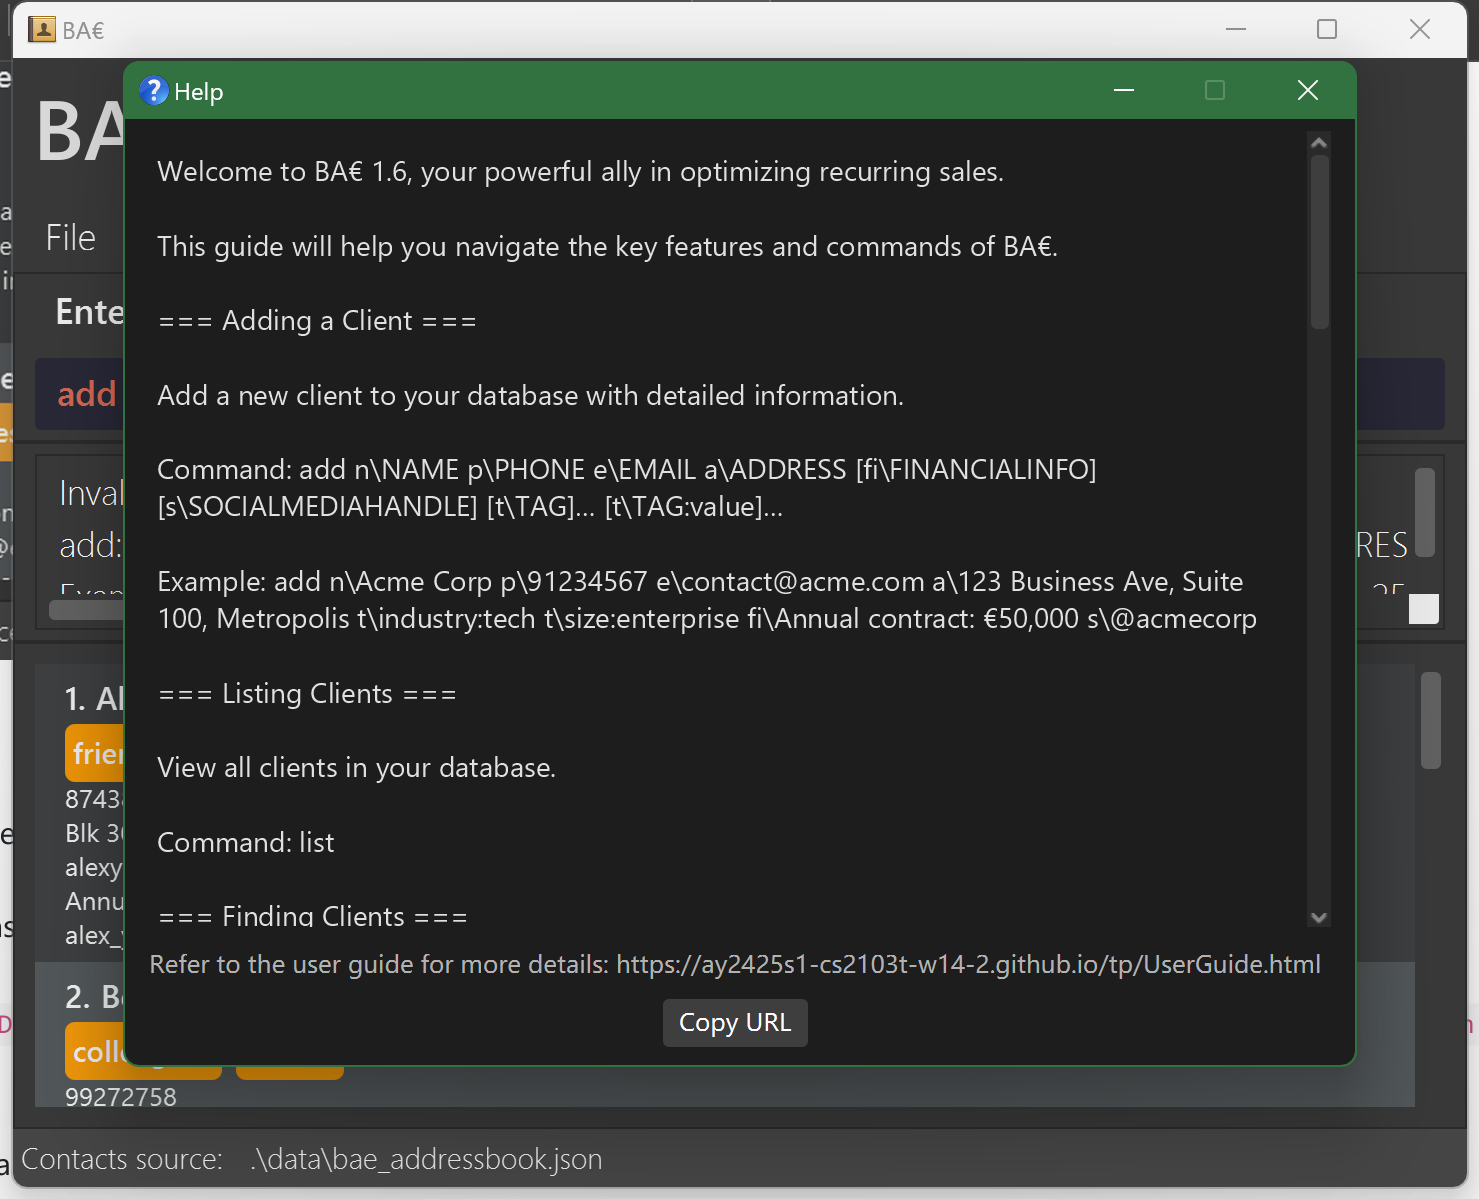 BA€
BA
File
Ente
add
Inval
add:
RES
1. Al
frier
8743
Blk 3
alexy
Annu
alex_
2. B
coll
99272758
Contacts source: .\data\bae_addressbook.json
Help
Welcome to BA€ 1.6, your powerful ally in optimizing recurring sales.
This guide will help you navigate the key features and commands of BA€.
=== Adding a Client ===
Add a new client to your database with detailed information.
Command: add n\NAME p\PHONE e\EMAIL a\ADDRESS [fi\FINANCIALINFO]
[s\SOCIALMEDIAHANDLE] [t\TAG]... [t\TAG:value]...
Example: add n\Acme Corp p\91234567 e\contact@acme.com a\123 Business Ave, Suite
100, Metropolis t\industry:tech t\size:enterprise fi\Annual contract: €50,000 s\@acmecorp
=== Listing Clients ===
View all clients in your database.
Command: list
=== Finding Clients ===
Refer to the user guide for more details: https://ay2425s1-cs2103t-w14-2.github.io/tp/UserGuide.html
Copy URL